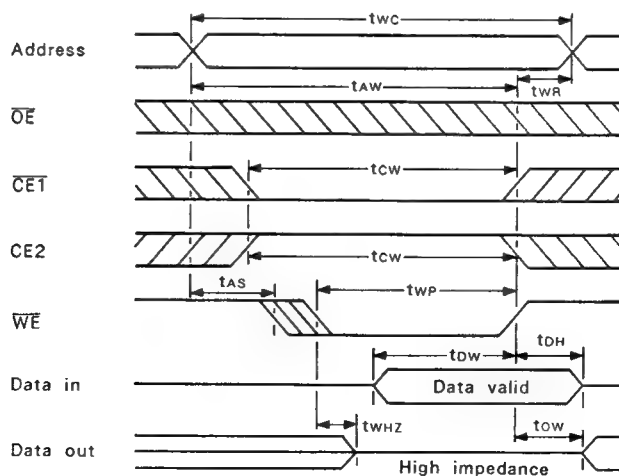 tWC
Address
tAW
tWR
OE
tCW
CE1
CE2
tCW
tAS
tWP
WE
tDW
tDH
Data in
Data valid
tWHZ
tOW
Data out
High impedance